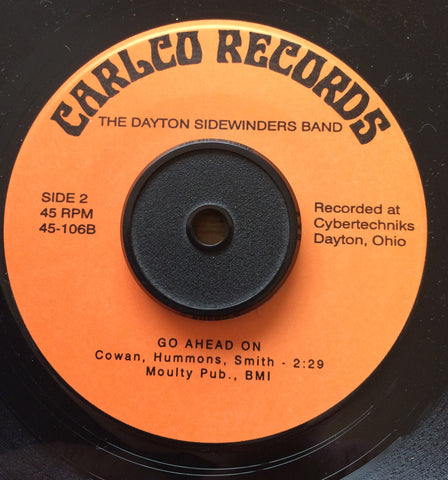 CARLCO RECORDS
THE DAYTON SIDEWINDERS BAND
SIDE 2
45 RPM
45-106B
Recorded at
Cybertechniks
Dayton, Ohio
GO AHEAD ON
Cowan, Hummons, Smith - 2:29
Moulty Pub., BMI